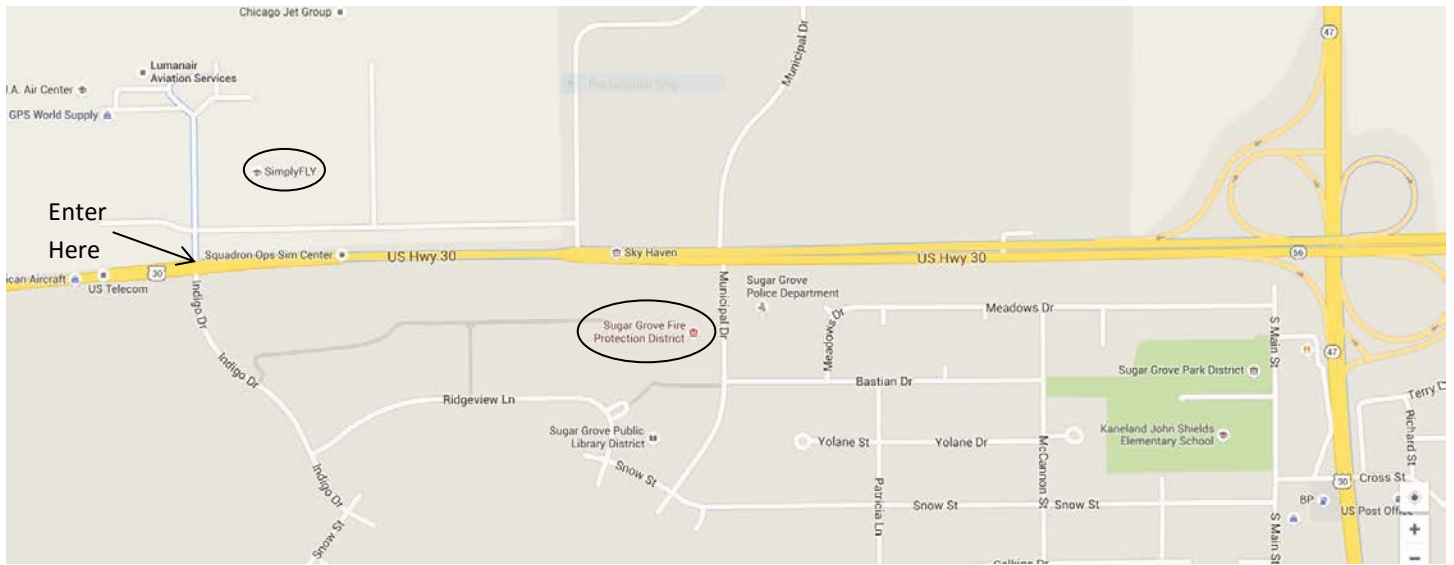 Chicago Jet Group
47
Lumanair
Aviation Services
J.A. Air Center
GPS World Supply
Municipal Dr
SimplyFLY
Enter
Here
Squadron Ops Sim Center
US Hwy 30
Sky Haven
US Hwy 30
56
ican Aircraft
30
US Telecom
Indigo Dr
Municipal Dr
Sugar Grove
Police Department
Meadows Dr
Meadows Dr
Sugar Grove Fire
Protection District
S Main St
47
Indigo Dr
Bastian Dr
Sugar Grove Park District
Ridgeview Ln
Terry
Richard St
Sugar Grove Public
Library District
Yolane St
Yolane Dr
Kaneland John Shields
Elementary School
McCannon St
Indigo Dr
Snow St
Patricia Ln
Snow St
Snow St
30
Cross St
BP
US Post Offic
S Main St
Snow St
S Main St
+
−